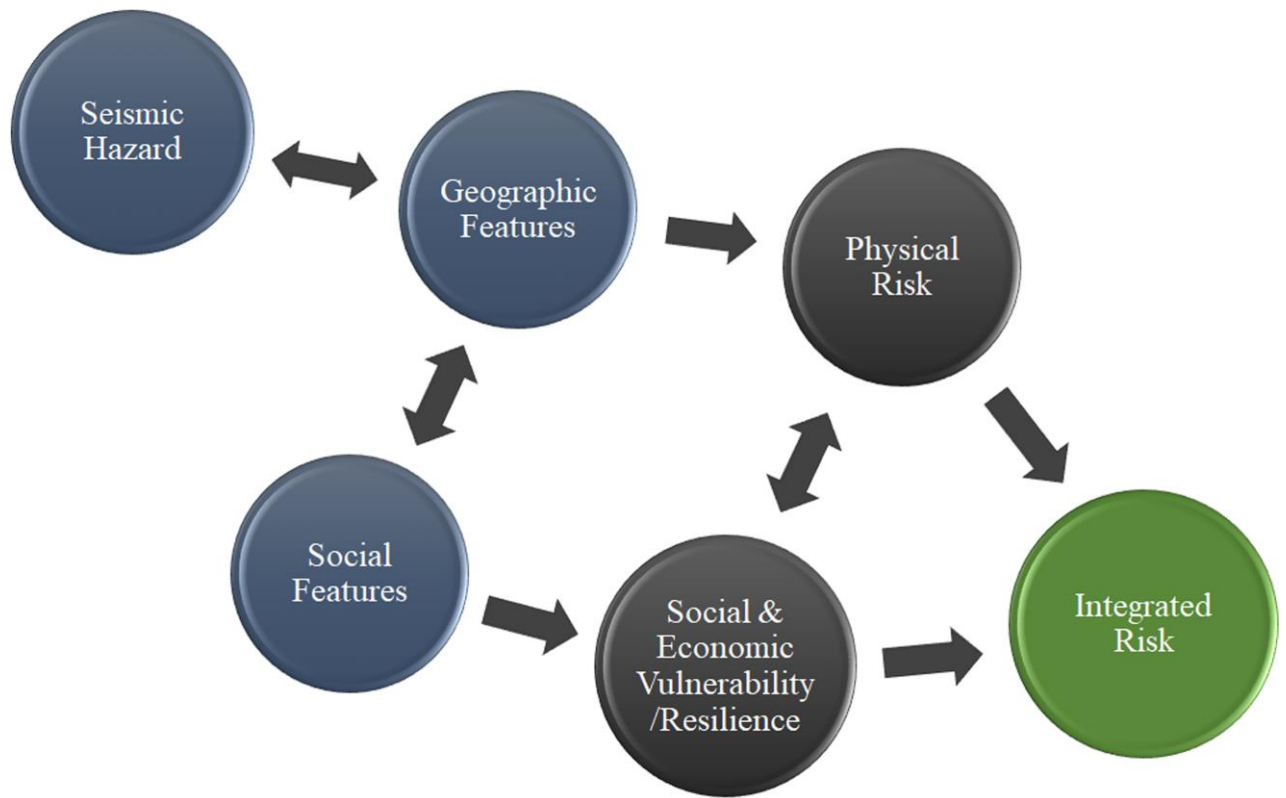 Seismic
Hazard
Geographic
Features
Physical
Risk
Social
Features
Social &
Economic
Vulnerability
/Resilience
Integrated
Risk